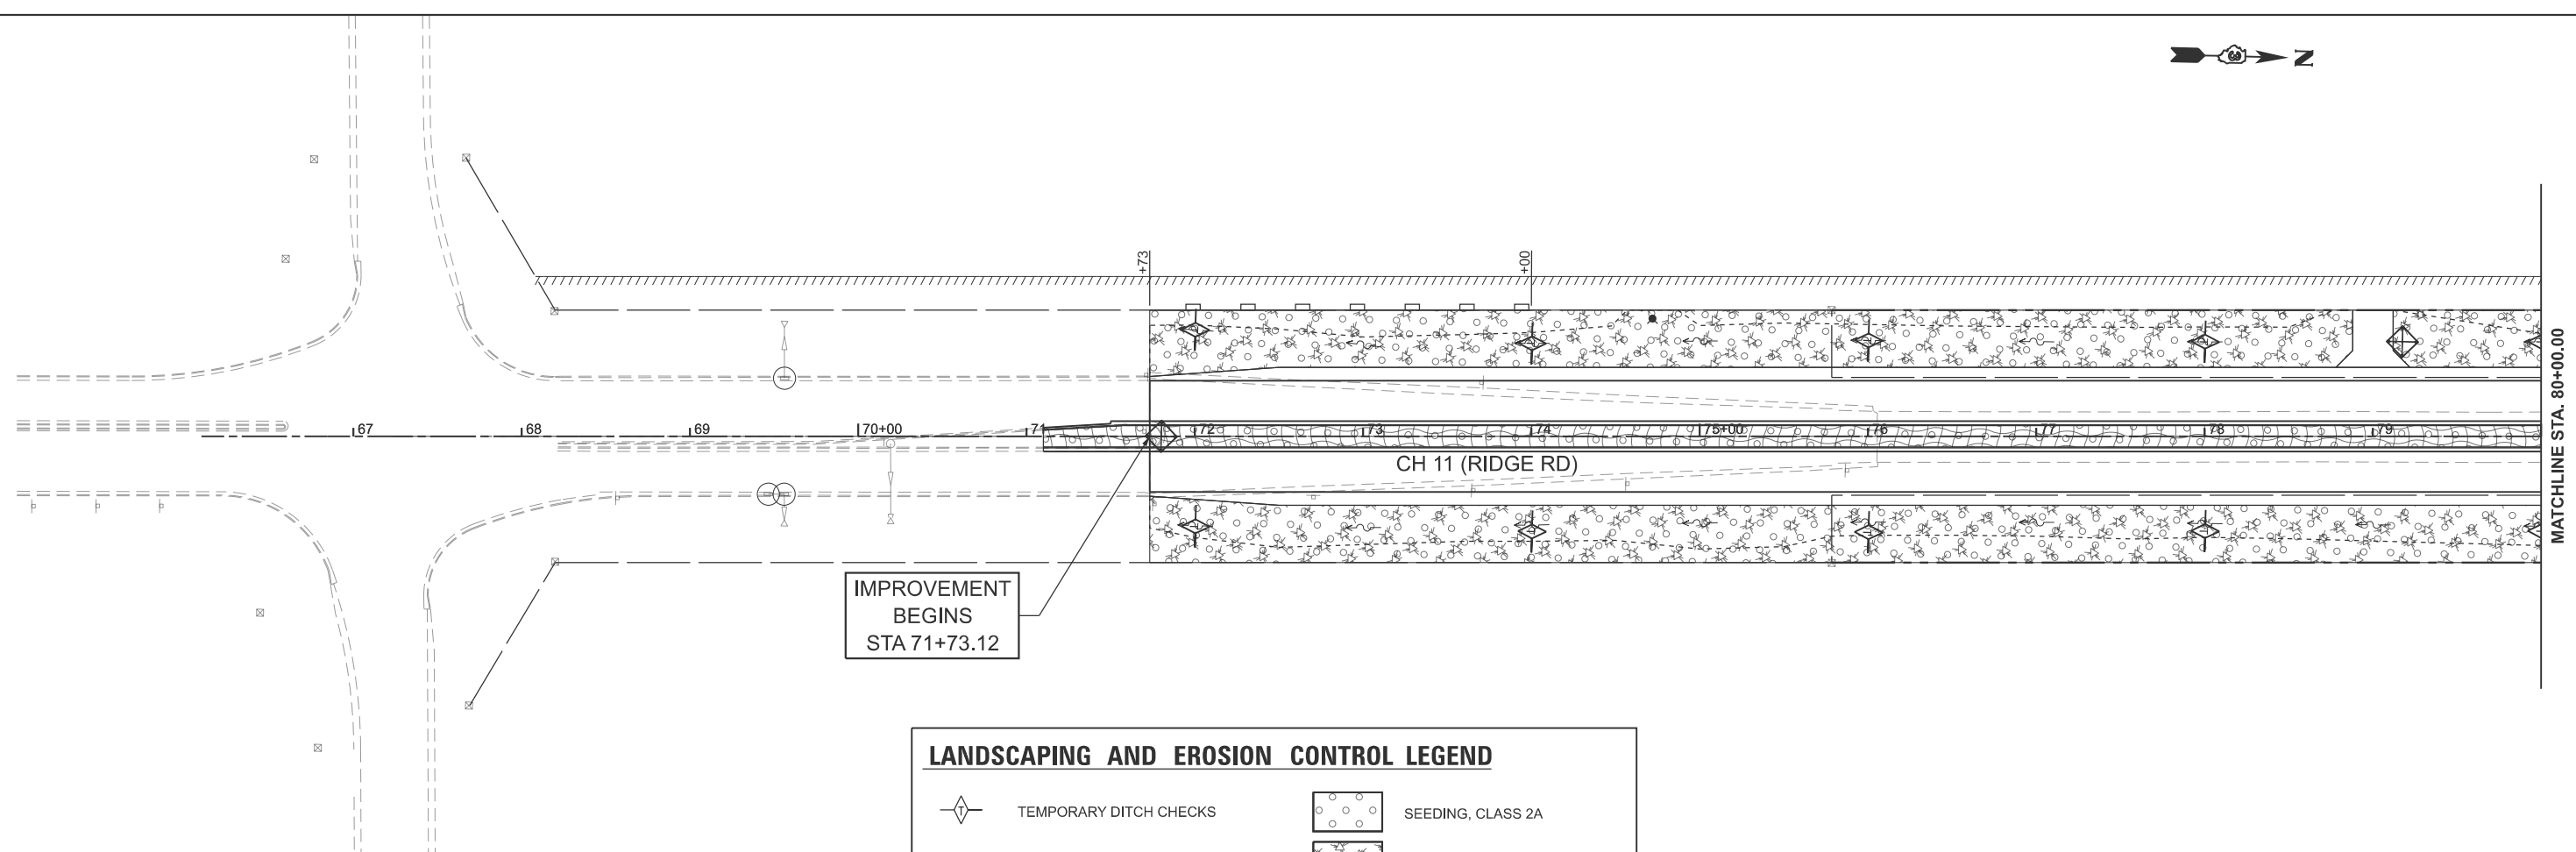 N
+73
+00
67
68
69
70+00
71
72
73
74
75+00
76
77
78
79
CH 11 (RIDGE RD)
MATCHLINE STA. 80+00.00
IMPROVEMENT
BEGINS
STA 71+73.12
LANDSCAPING AND EROSION CONTROL LEGEND
T TEMPORARY DITCH CHECKS
SEEDING, CLASS 2A